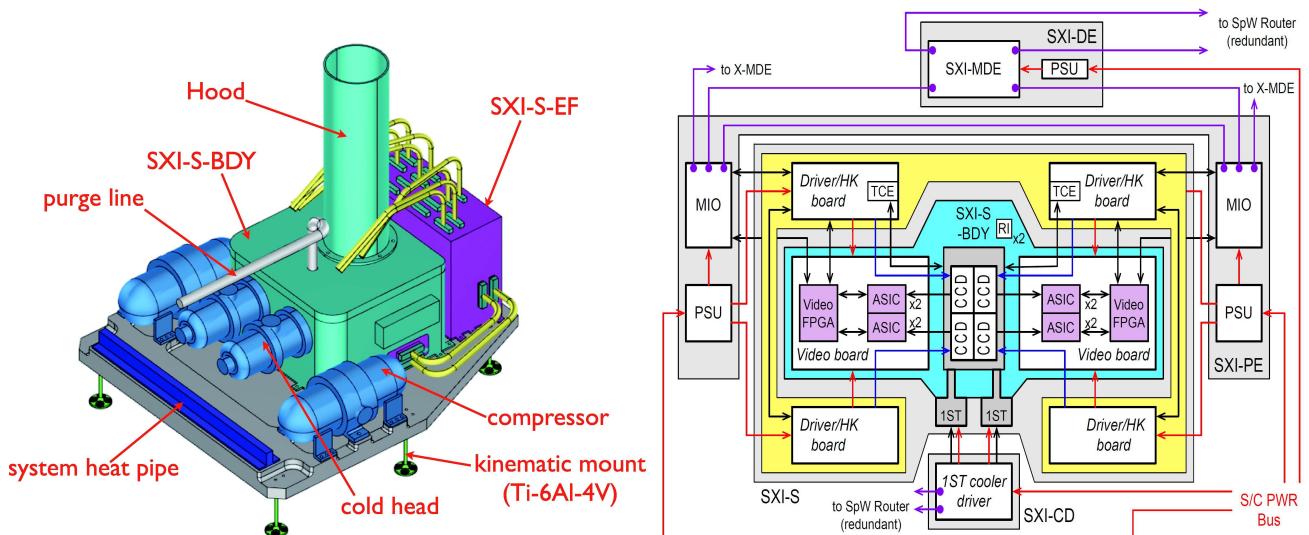 Hood
SXI-S-EF
SXI-S-BDY
purge line
compressor
system heat pipe
cold head
kinematic mount
(Ti-6Al-4V)
to SpW Router
(redundant)
SXI-DE
SXI-MDE
PSU
to X-MDE
to X-MDE
MIO
Driver/HK
board
TCE
SXI-S
-BDY
RI
x2
TCE
Driver/HK
board
MIO
PSU
Video
FPGA
ASIC
x2
x2
ASIC
Video board
CCD
CCD
CCD
CCD
ASIC
x2
x2
ASIC
Video
FPGA
Video board
PSU
SXI-PE
Driver/HK
board
1ST
1ST
Driver/HK
board
SXI-S
1ST cooler
driver
SXI-CD
to SpW Router
(redundant)
S/C PWR
Bus